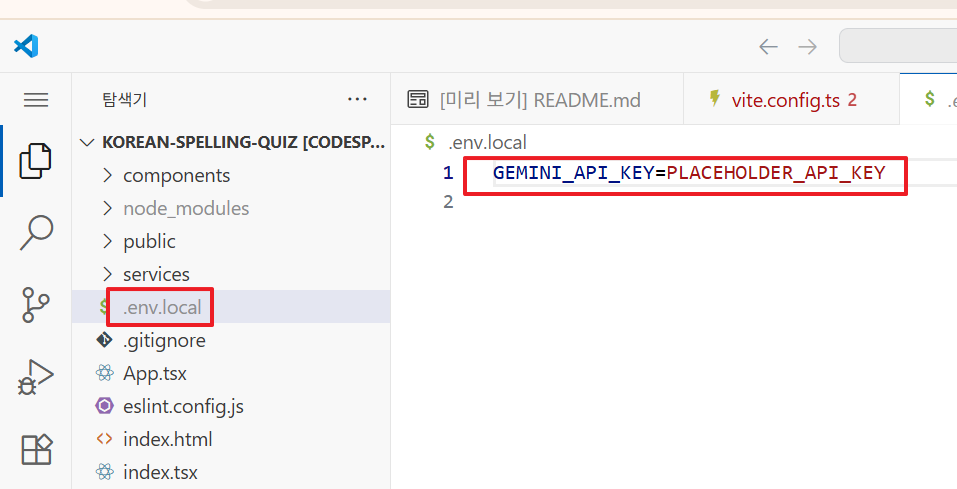 탐색기
···
[미리 보기] README.md
vite.config.ts 2
$
KOREAN-SPELLING-QUIZ [CODESP...
$ .env.local
components
1 GEMINI_API_KEY=PLACEHOLDER_API_KEY
2
node_modules
public
services
$ .env.local
.gitignore
App.tsx
eslint.config.js
index.html
index.tsx